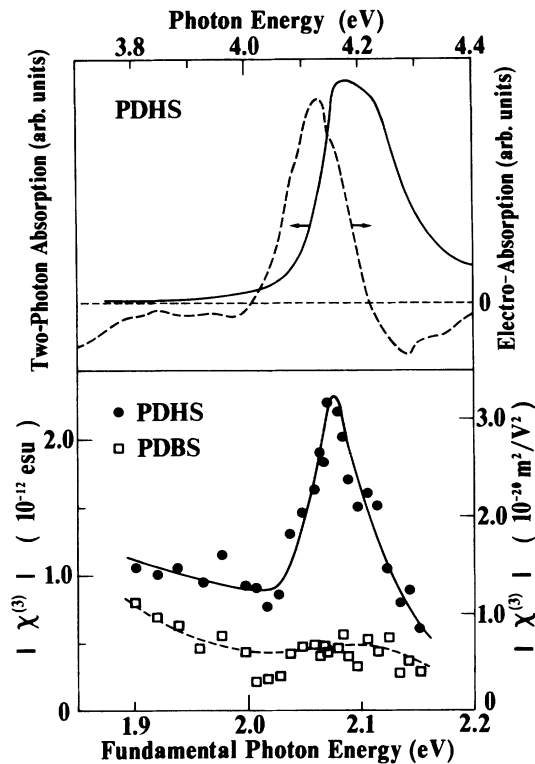 Photon Energy (eV)
3.8 4.0 4.2 4.4
Two-Photon Absorption (arb. units)
PDHS
Electro-Absorption (arb. units)
0
| χ(3) | ( 10-12 esu )
2.0
1.0
0
PDHS
PDBS
3.0
2.0
1.0
0
| χ(3) | ( 10-20 m2/V2 )
1.9 2.0 2.1 2.2
Fundamental Photon Energy (eV)